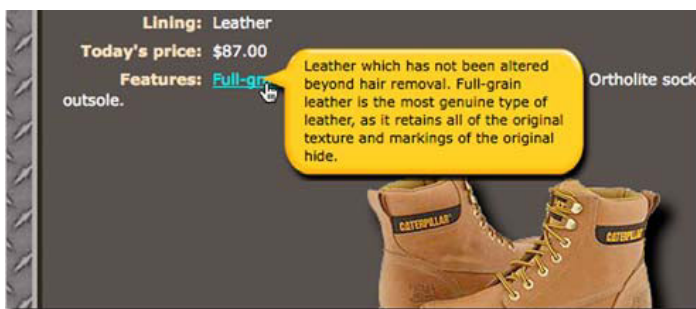 Lining: Leather
Today's price: $87.00
Features: Full-gr
Ortholite sock
outsole.
Leather which has not been altered
beyond hair removal. Full-grain
leather is the most genuine type of
leather, as it retains all of the original
texture and markings of the original
hide.
CATERPILLAR
CATERPILLAR